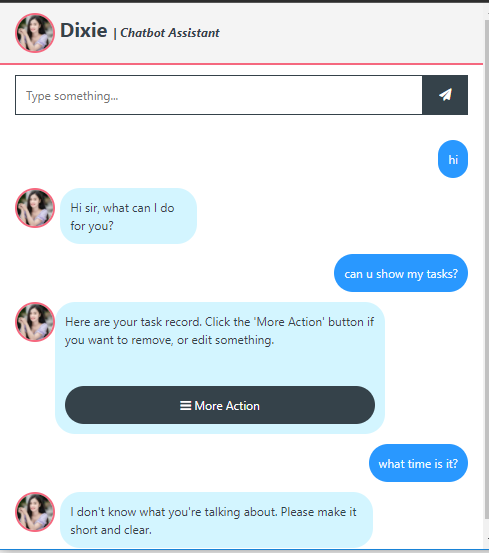 Dixie | Chatbot Assistant
Type something...
hi
Hi sir, what can I do
for you?
can u show my tasks?
Here are your task record. Click the 'More Action' button if
you want to remove, or edit something.
More Action
what time is it?
I don't know what you're talking about. Please make it
short and clear.